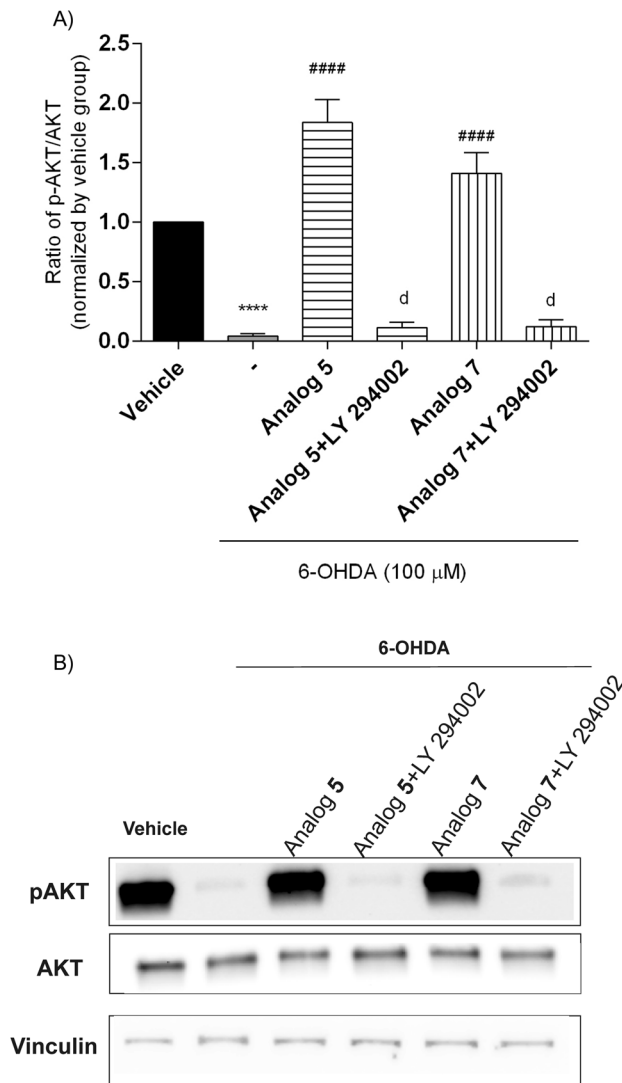 A)
Ratio of p-AKT/AKT
(normalized by vehicle group)
2.5
2.0
1.5
1.0
0.5
0.0
****
####
d
####
d
Vehicle
-
Analog 5
Analog 5+LY 294002
Analog 7
Analog 7+LY 294002
6-OHDA (100 μM)
B)
6-OHDA
Vehicle
Analog 5
Analog 5+LY 294002
Analog 7
Analog 7+LY 294002
pAKT
AKT
Vinculin